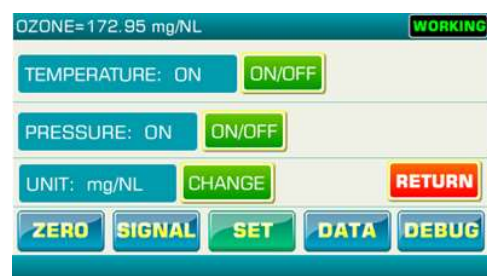 OZONE=172.95 mg/NL WORKING
TEMPERATURE: ON ON/OFF
PRESSURE: ON ON/OFF
UNIT: mg/NL CHANGE RETURN
ZERO SIGNAL SET DATA DEBUG